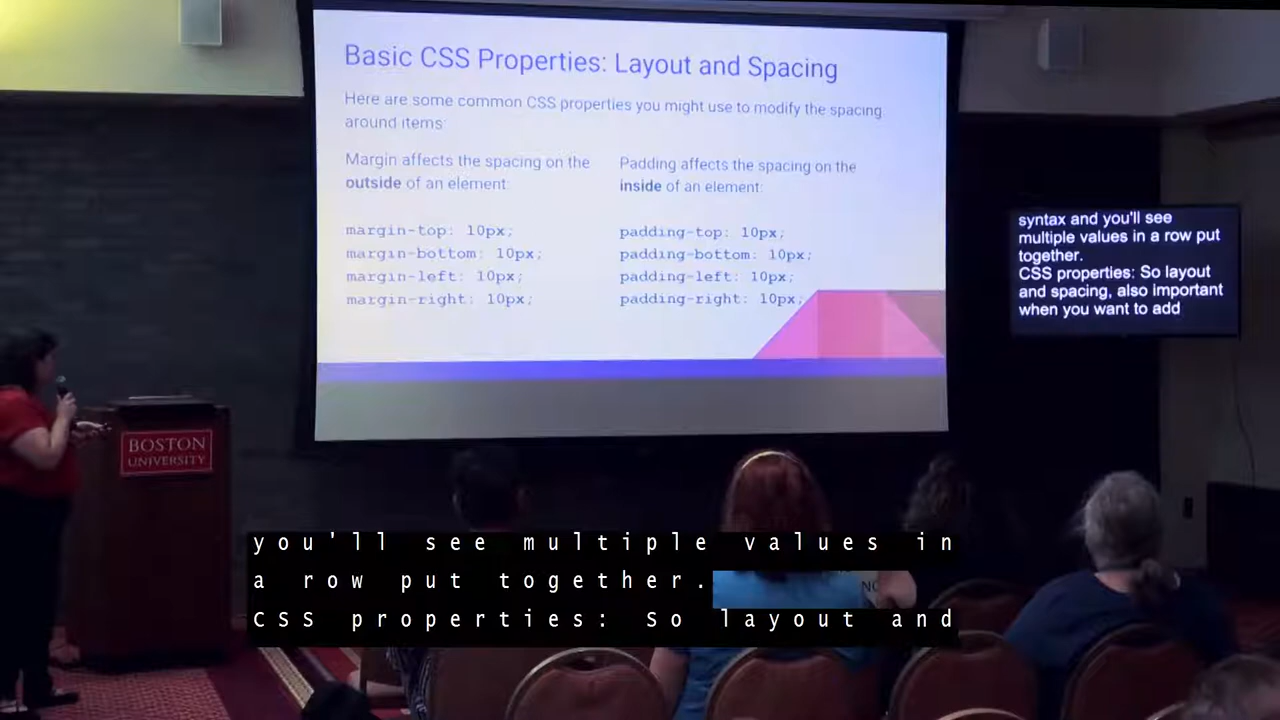 Basic CSS Properties: Layout and Spacing
Here are some common CSS properties you might use to modify the spacing
around items:
Margin affects the spacing on the
outside of an element:
margin-top: 10px;
margin-bottom: 10px;
margin-left: 10px;
margin-right: 10px;
Padding affects the spacing on the
inside of an element:
padding-top: 10px;
padding-bottom: 10px;
padding-left: 10px;
padding-right: 10px;
syntax and you'll see
multiple values in a row put
together.
CSS properties: So layout
and spacing, also important
when you want to add
BOSTON
UNIVERSITY
you'll see multiple values in
a row put together.
CSS properties: So layout and